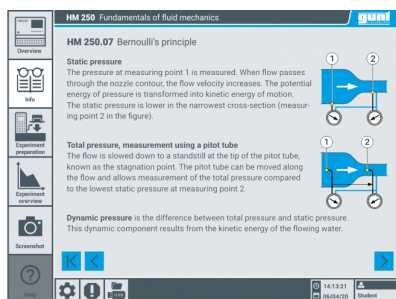 HM 250 Fundamentals of fluid mechanics
gunt
Overview
Info
Experiment
preparation
Experiment
overview
Screenshot
Help
HM 250.07 Bernoulli's principle
Static pressure
The pressure at measuring point 1 is measured. When flow passes
through the nozzle contour, the flow velocity increases. The potential
energy of pressure is transformed into kinetic energy of motion.
The static pressure is lower in the narrowest cross-section (measur-
ing point 2 in the figure).
1 2
Total pressure, measurement using a pitot tube
The flow is slowed down to a standstill at the tip of the pitot tube,
known as the stagnation point. The pitot tube can be moved along
the flow and allows measurement of the total pressure compared
to the lowest static pressure at measuring point 2.
1 2
Dynamic pressure is the difference between total pressure and static pressure.
This dynamic component results from the kinetic energy of the flowing water.
USB
14:13:21
06/04/20
Student